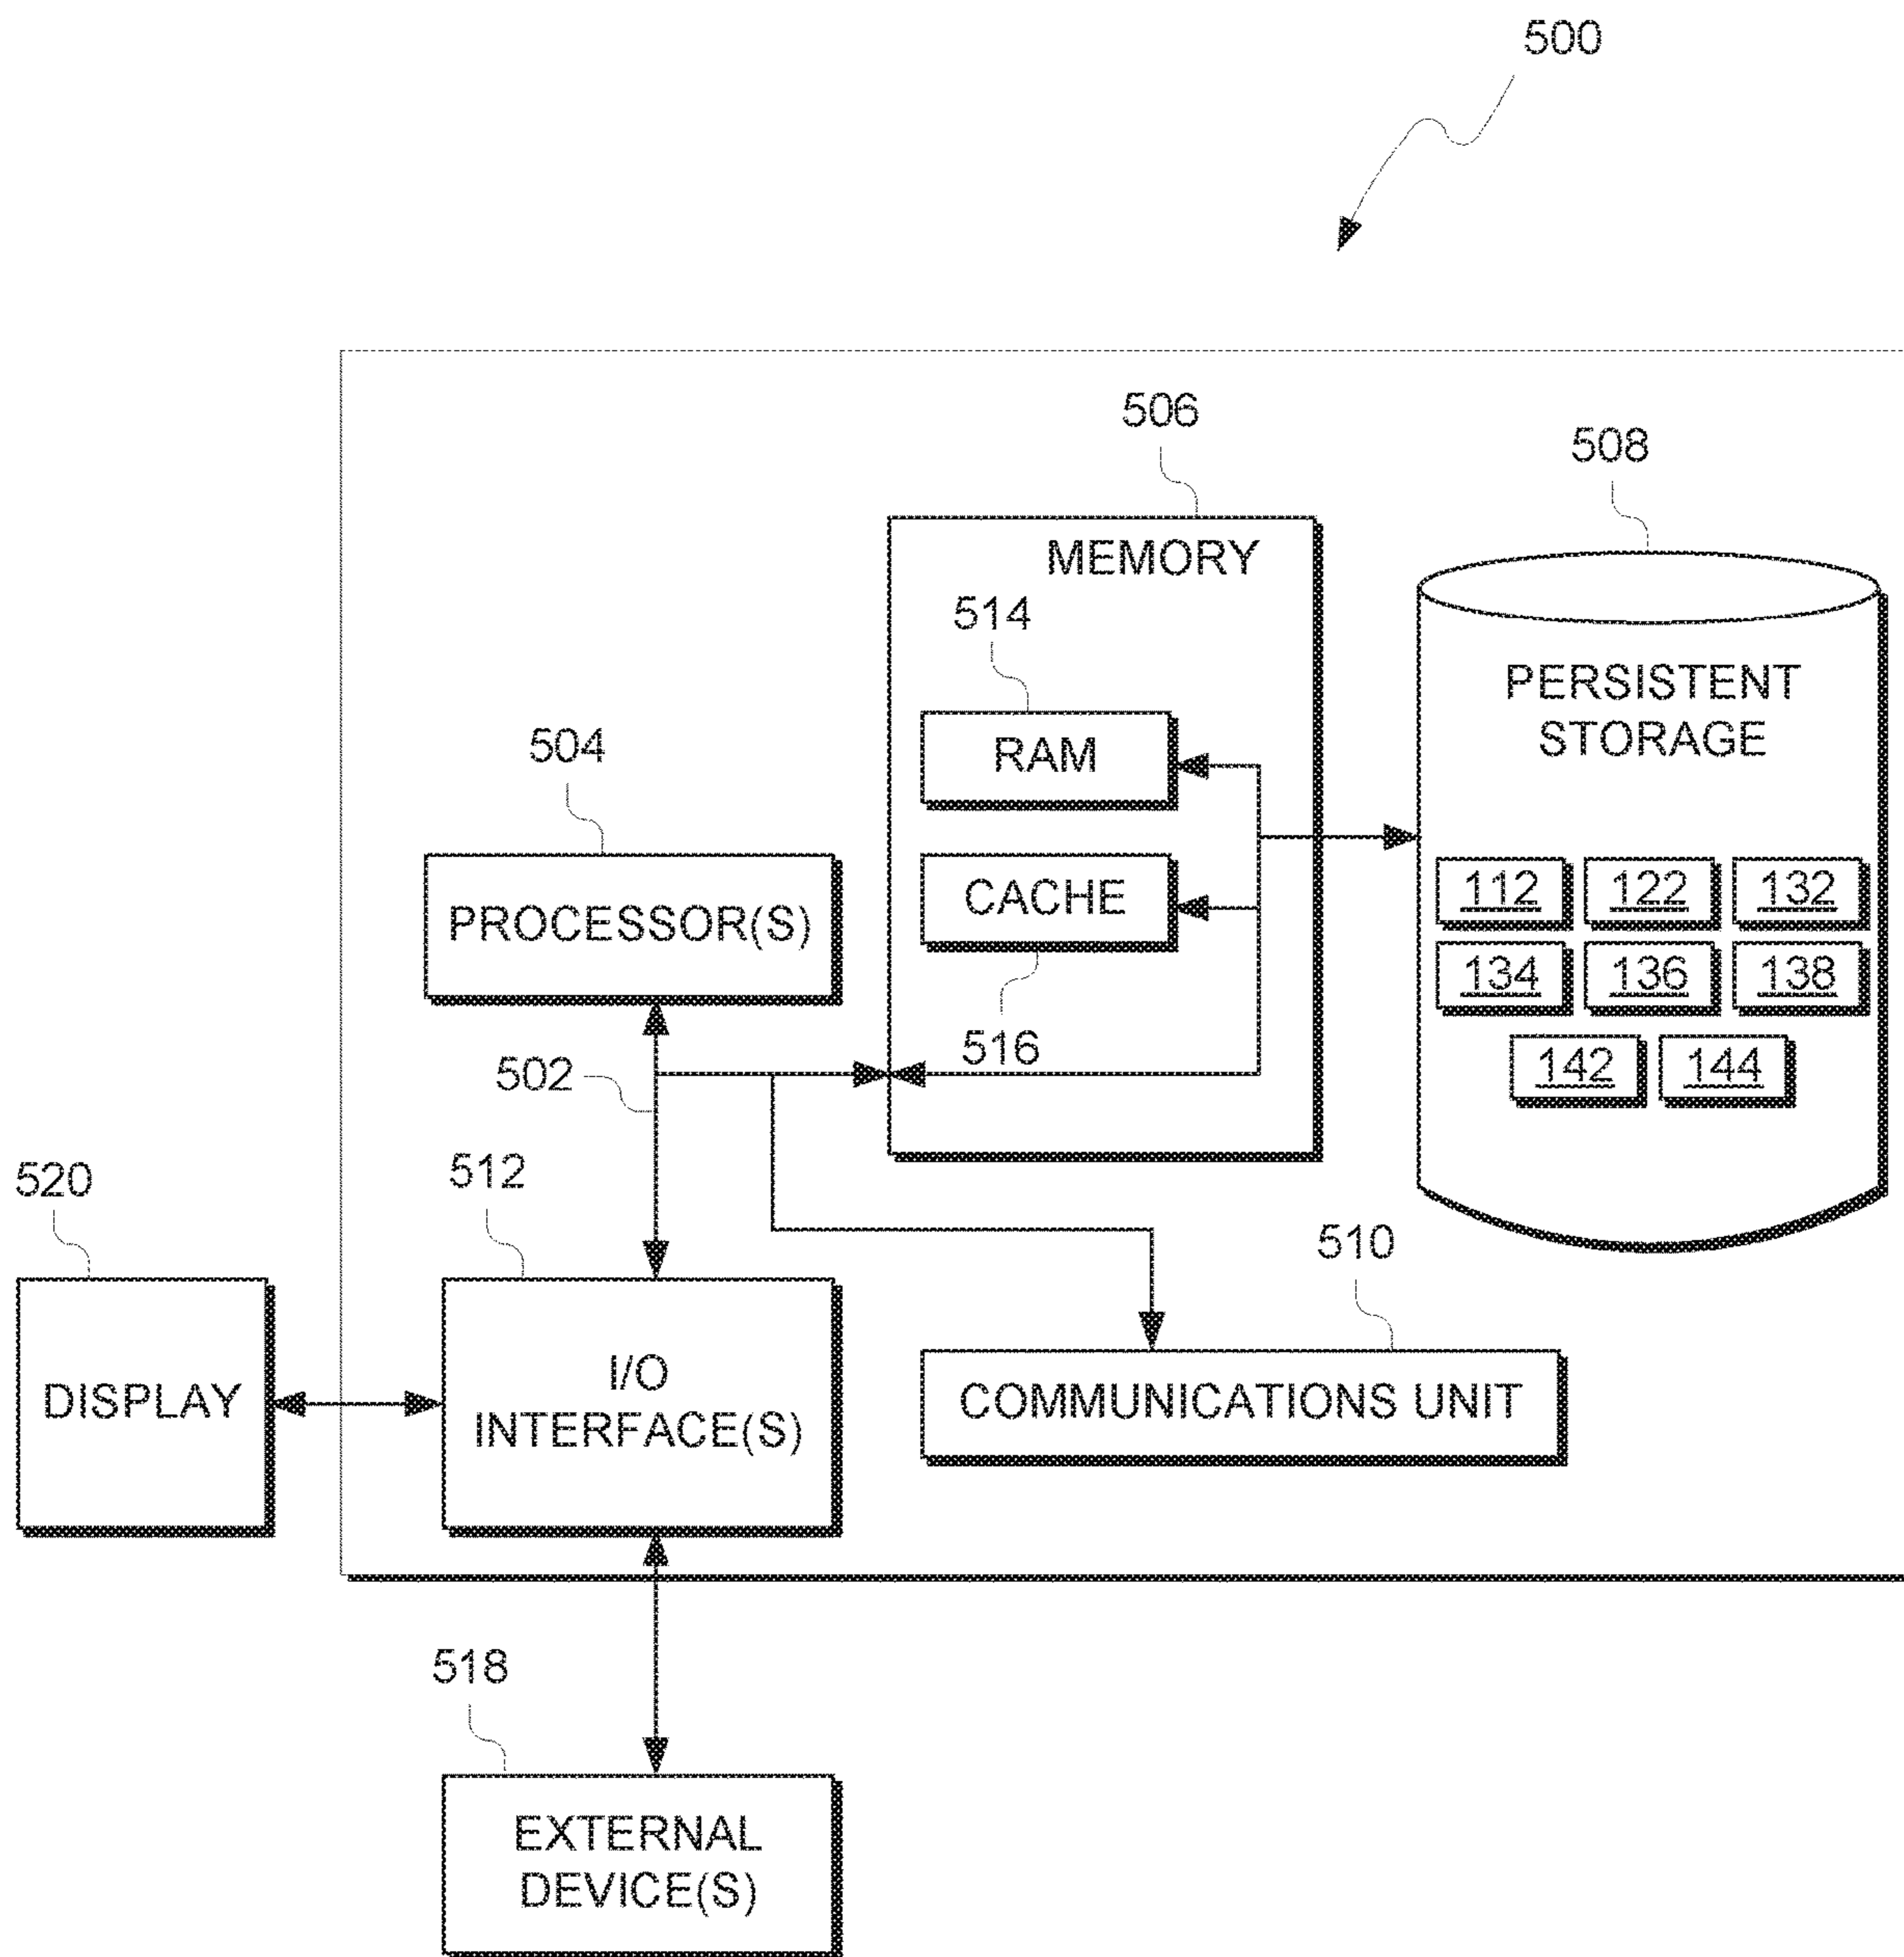 500
506
508
MEMORY
514
PERSISTENT
STORAGE
RAM
504
CACHE
PROCESSOR(S)
112 122 132
134 136 138
516
502
142 144
520
512
510
I/O
INTERFACE(S)
DISPLAY
COMMUNICATIONS UNIT
518
EXTERNAL
DEVICE(S)